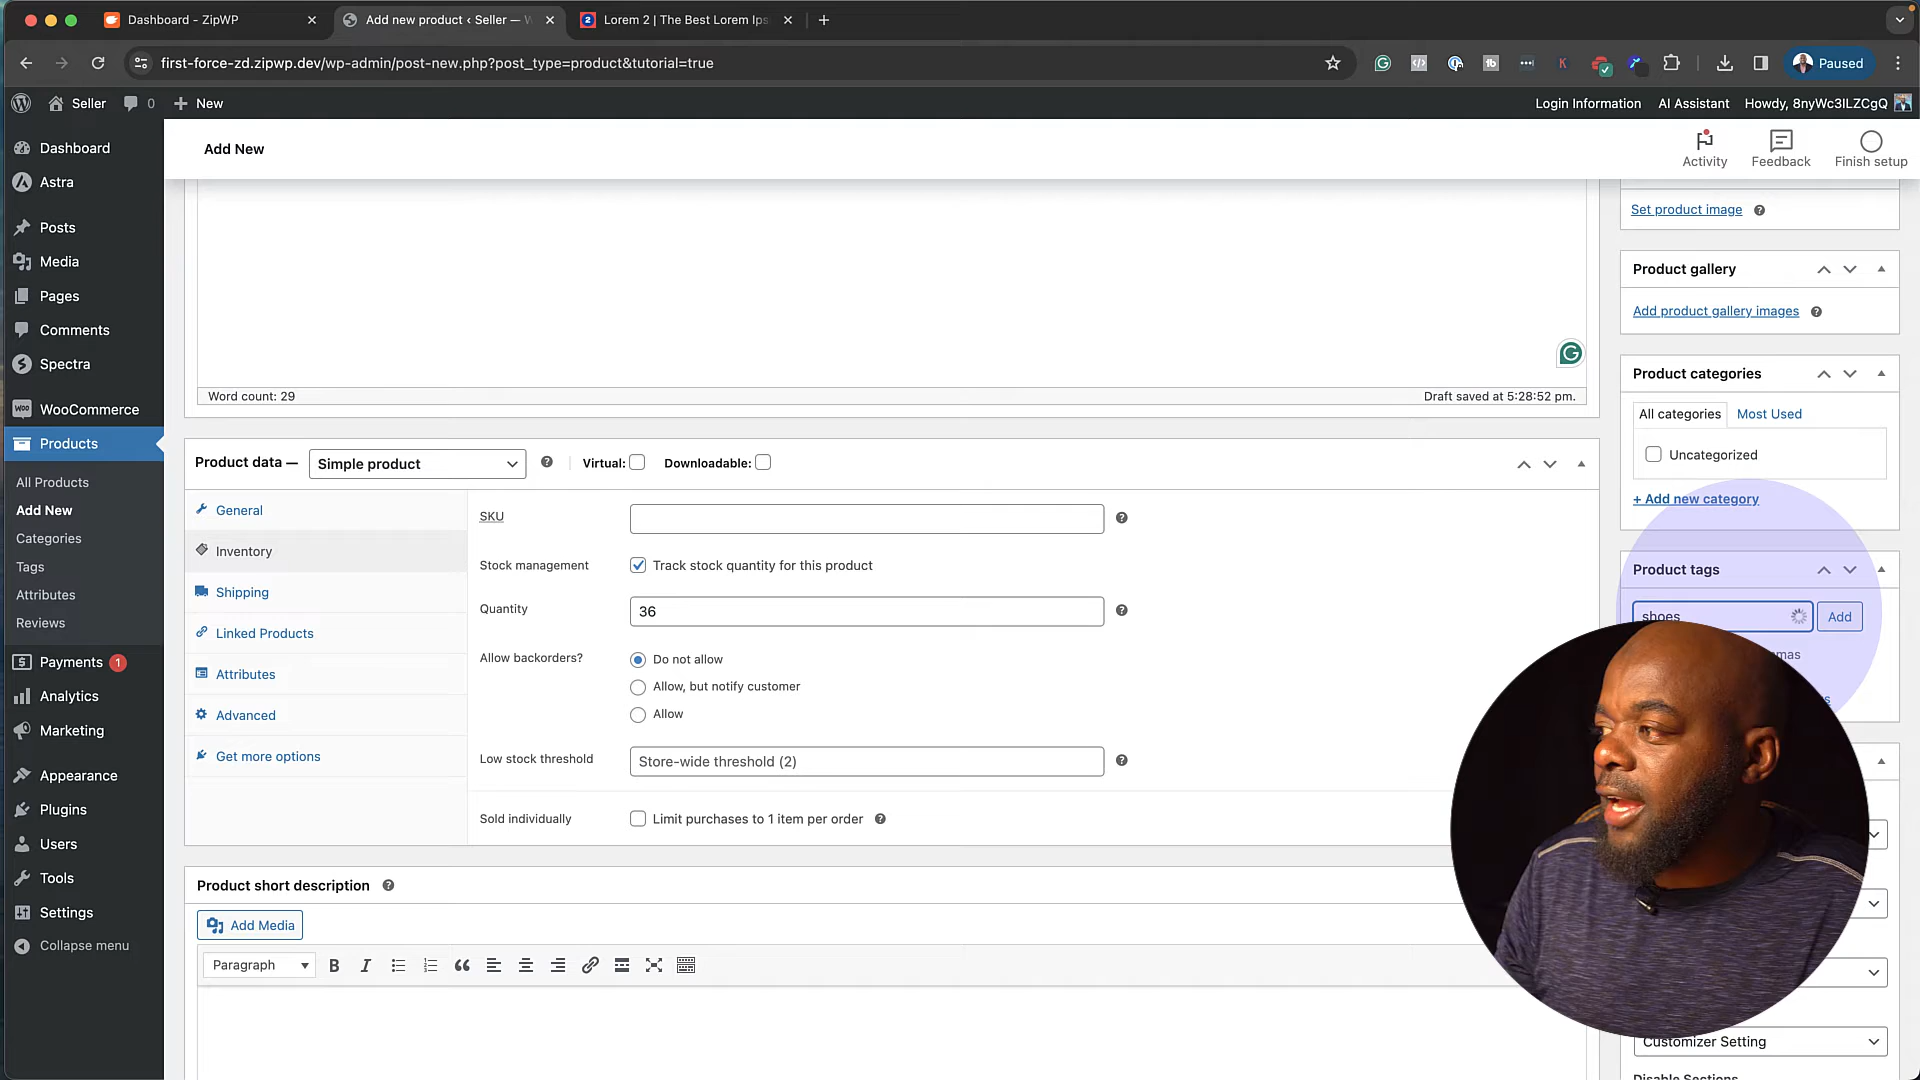 Dashboard - ZipWP
Add new product ‹ Seller — W
Lorem 2 | The Best Lorem Ips
first-force-zd.zipwp.dev/wp-admin/post-new.php?post_type=product&tutorial=true
Paused
Seller
0
New
Login Information
AI Assistant
Howdy, 8nyWc3ILZCgQ
Dashboard
Astra
Posts
Media
Pages
Comments
Spectra
WooCommerce
Products
All Products
Add New
Categories
Tags
Attributes
Reviews
Payments 1
Analytics
Marketing
Appearance
Plugins
Users
Tools
Settings
Collapse menu
Add New
Activity
Feedback
Finish setup
Word count: 29
Draft saved at 5:28:52 pm.
Product data —
Simple product
Virtual:
Downloadable:
General
Inventory
Shipping
Linked Products
Attributes
Advanced
Get more options
SKU
Stock management
Track stock quantity for this product
Quantity
36
Allow backorders?
Do not allow
Allow, but notify customer
Allow
Low stock threshold
Store-wide threshold (2)
Sold individually
Limit purchases to 1 item per order
Product short description
Add Media
Paragraph
Set product image
Product gallery
Add product gallery images
Product categories
All categories
Most Used
Uncategorized
+ Add new category
Product tags
shoes
Add
Customizer Setting
Disable Sections